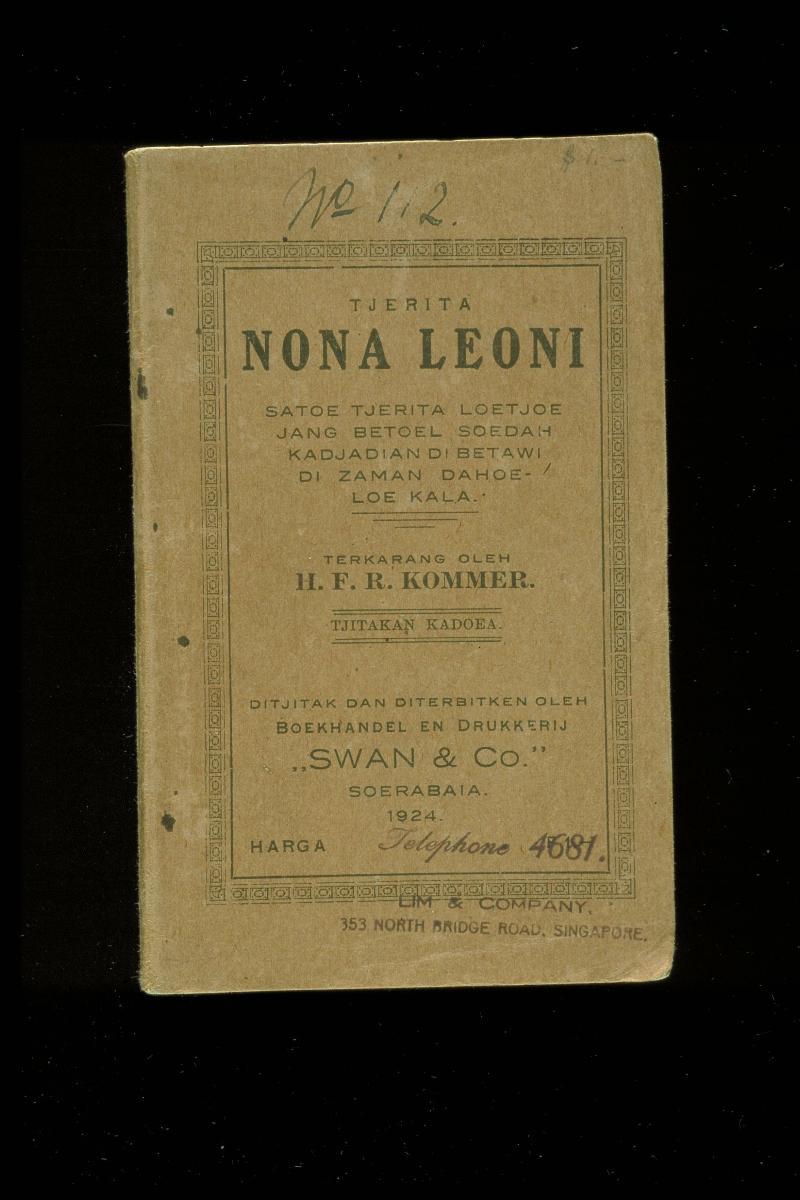 $ 1.-
No 112.
TJERITA
NONA LEONI
SATOE TJERITA LOETJOE
JANG BETOEL SOEDAH
KADJADIAN DI BETAWI
DI ZAMAN DAHOE-
LOE KALA.
TERKARANG OLEH
H. F. R. KOMMER.
TJITAKAN KADOEA.
DITJITAK DAN DITERBITKEN OLEH
BOEKHANDEL EN DRUKKERIJ
„SWAN & Co.”
SOERABAIA.
1924.
HARGA Telephone 4681.
LIM & COMPANY,
353 NORTH BRIDGE ROAD, SINGAPORE.